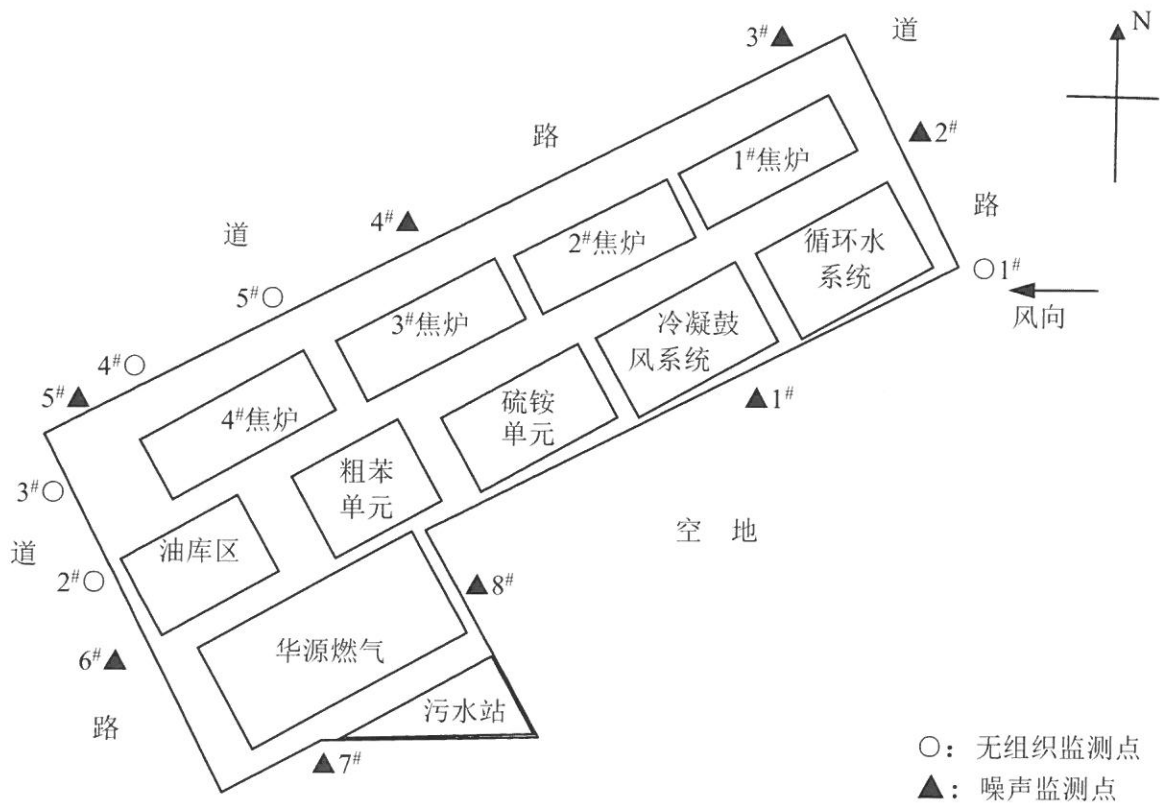 3#▲
道
N
路
▲2#
1#焦炉
4#▲
2#焦炉
路
道
循环水
系统
○1#
5#○
3#焦炉
冷凝鼓
风系统
风向
4#○
5#▲
4#焦炉
硫铵
单元
▲1#
3#○
粗苯
单元
道
油库区
空 地
2#○
▲8#
6#▲
华源燃气
路
污水站
▲7#
○：无组织监测点
▲：噪声监测点